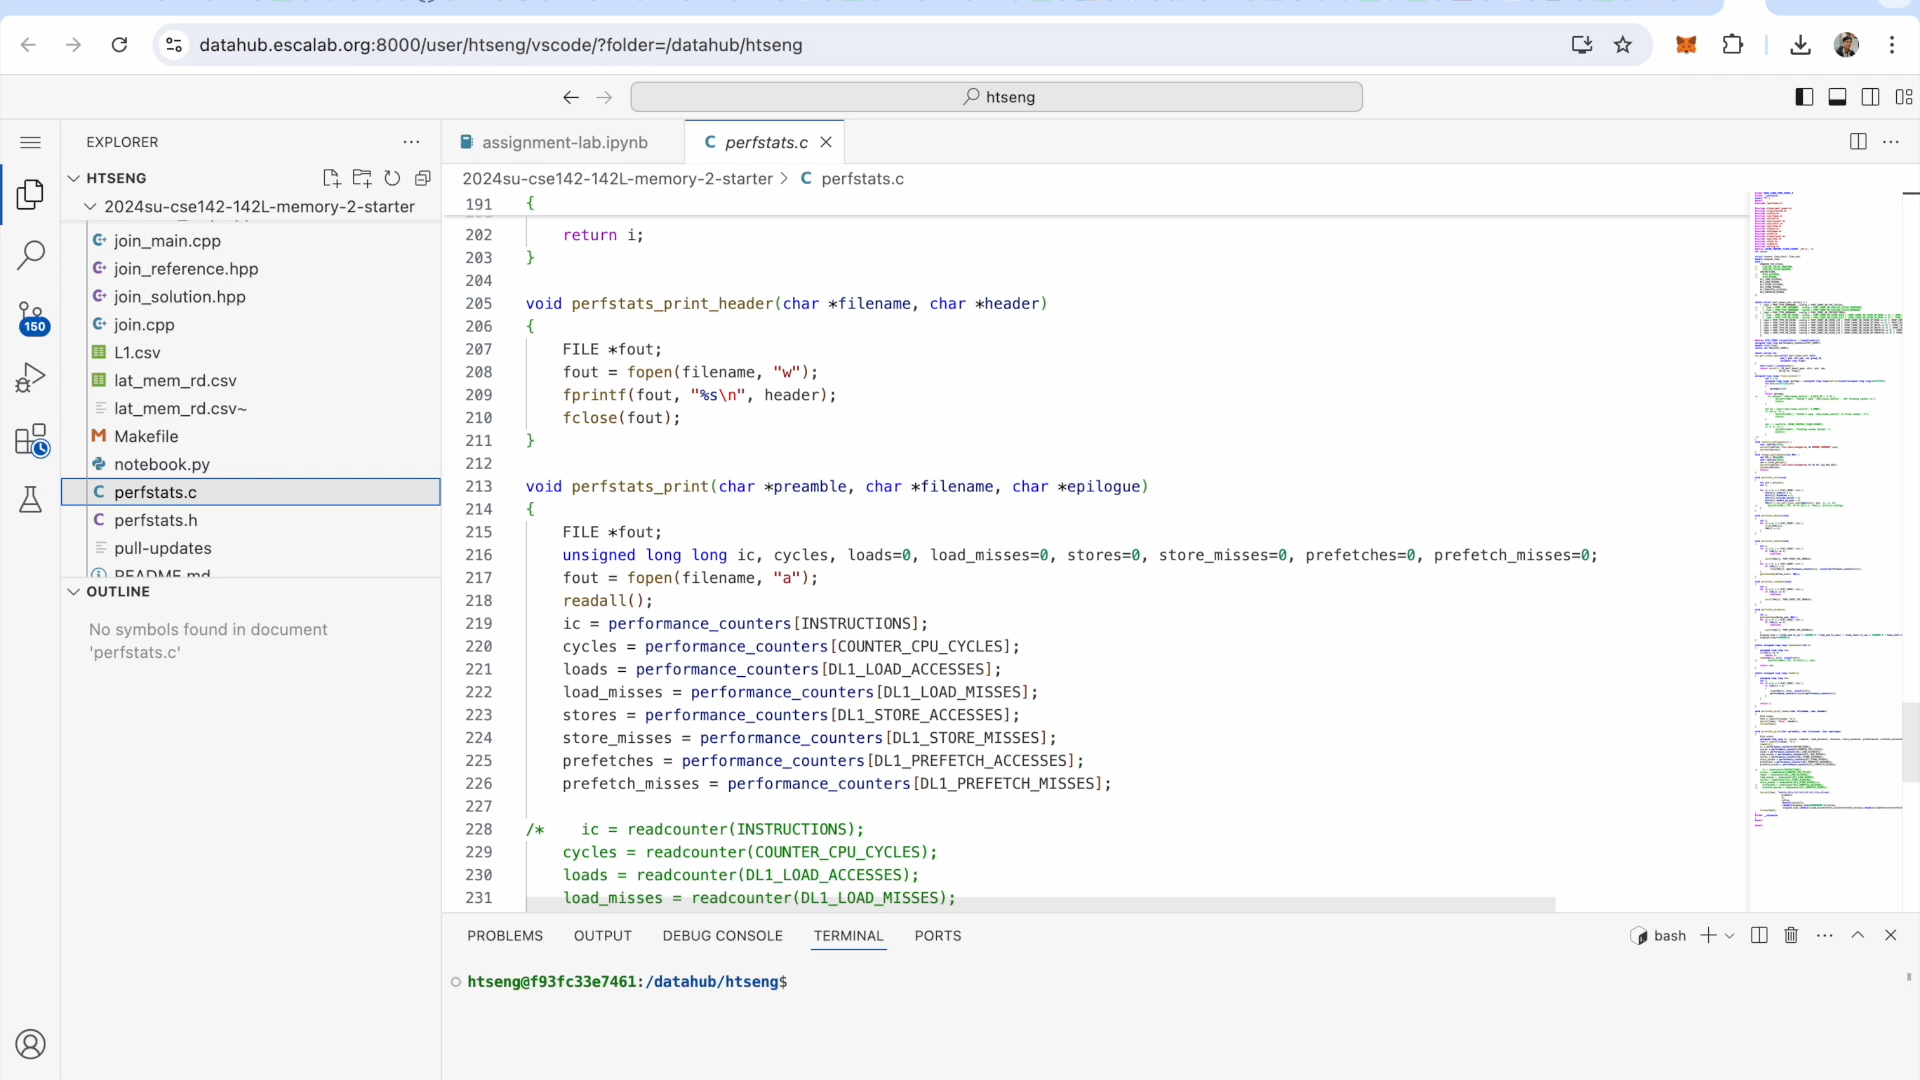 datahub.escalab.org:8000/user/htseng/vscode/?folder=/datahub/htseng
htseng
EXPLORER
HTSENG
2024su-cse142-142L-memory-2-starter
join_main.cpp
join_reference.hpp
join_solution.hpp
join.cpp
L1.csv
lat_mem_rd.csv
lat_mem_rd.csv~
Makefile
notebook.py
perfstats.c
perfstats.h
pull-updates
README.md
150
OUTLINE
No symbols found in document
'perfstats.c'
assignment-lab.ipynb
C perfstats.c
2024su-cse142-142L-memory-2-starter > C perfstats.c
191 {
202 return i;
203 }
204
205 void perfstats_print_header(char *filename, char *header)
206 {
207 FILE *fout;
208 fout = fopen(filename, "w");
209 fprintf(fout, "%s\n", header);
210 fclose(fout);
211 }
212
213 void perfstats_print(char *preamble, char *filename, char *epilogue)
214 {
215 FILE *fout;
216 unsigned long long ic, cycles, loads=0, load_misses=0, stores=0, store_misses=0, prefetches=0, prefetch_misses=0;
217 fout = fopen(filename, "a");
218 readall();
219 ic = performance_counters[INSTRUCTIONS];
220 cycles = performance_counters[COUNTER_CPU_CYCLES];
221 loads = performance_counters[DL1_LOAD_ACCESSES];
222 load_misses = performance_counters[DL1_LOAD_MISSES];
223 stores = performance_counters[DL1_STORE_ACCESSES];
224 store_misses = performance_counters[DL1_STORE_MISSES];
225 prefetches = performance_counters[DL1_PREFETCH_ACCESSES];
226 prefetch_misses = performance_counters[DL1_PREFETCH_MISSES];
227
228 /* ic = readcounter(INSTRUCTIONS);
229 cycles = readcounter(COUNTER_CPU_CYCLES);
230 loads = readcounter(DL1_LOAD_ACCESSES);
231 load_misses = readcounter(DL1_LOAD_MISSES);
PROBLEMS OUTPUT DEBUG CONSOLE TERMINAL PORTS
bash
htseng@f93fc33e7461:/datahub/htseng$